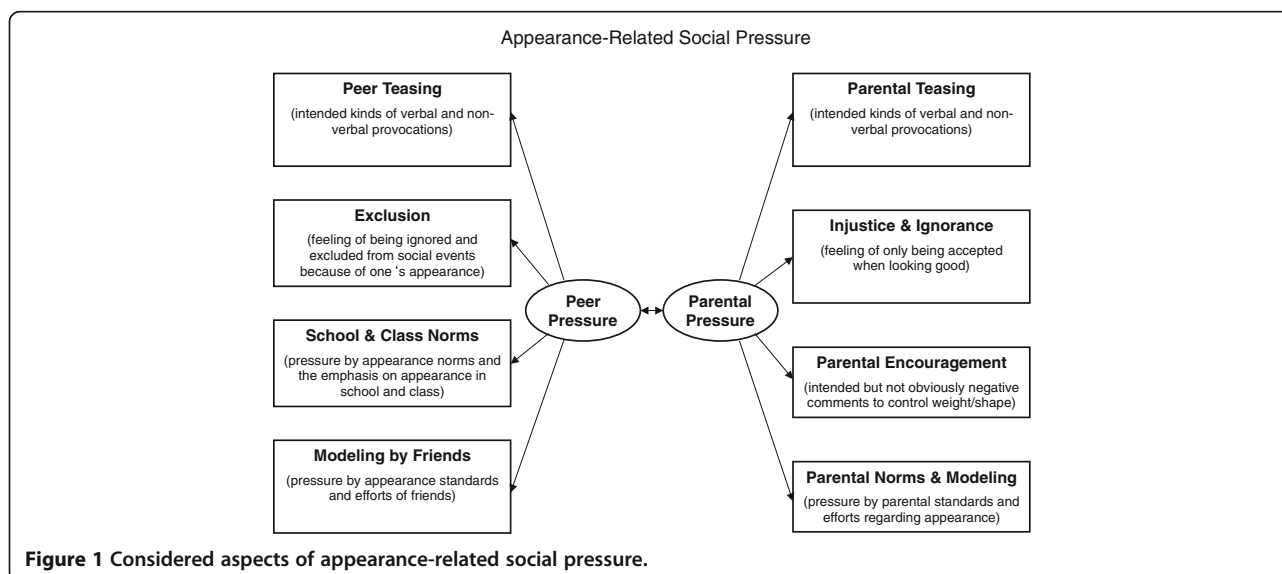 Appearance-Related Social Pressure
Peer Teasing
(intended kinds of verbal and non-
verbal provocations)
Exclusion
(feeling of being ignored and
excluded from social events
because of one ‘s appearance)
School & Class Norms
(pressure by appearance norms and
the emphasis on appearance in
school and class)
Modeling by Friends
(pressure by appearance standards
and efforts of friends)
Peer
Pressure
Parental
Pressure
Parental Teasing
(intended kinds of verbal and non-
verbal provocations)
Injustice & Ignorance
(feeling of only being accepted
when looking good)
Parental Encouragement
(intended but not obviously negative
comments to control weight/shape)
Parental Norms & Modeling
(pressure by parental standards and
efforts regarding appearance)
Figure 1 Considered aspects of appearance-related social pressure.